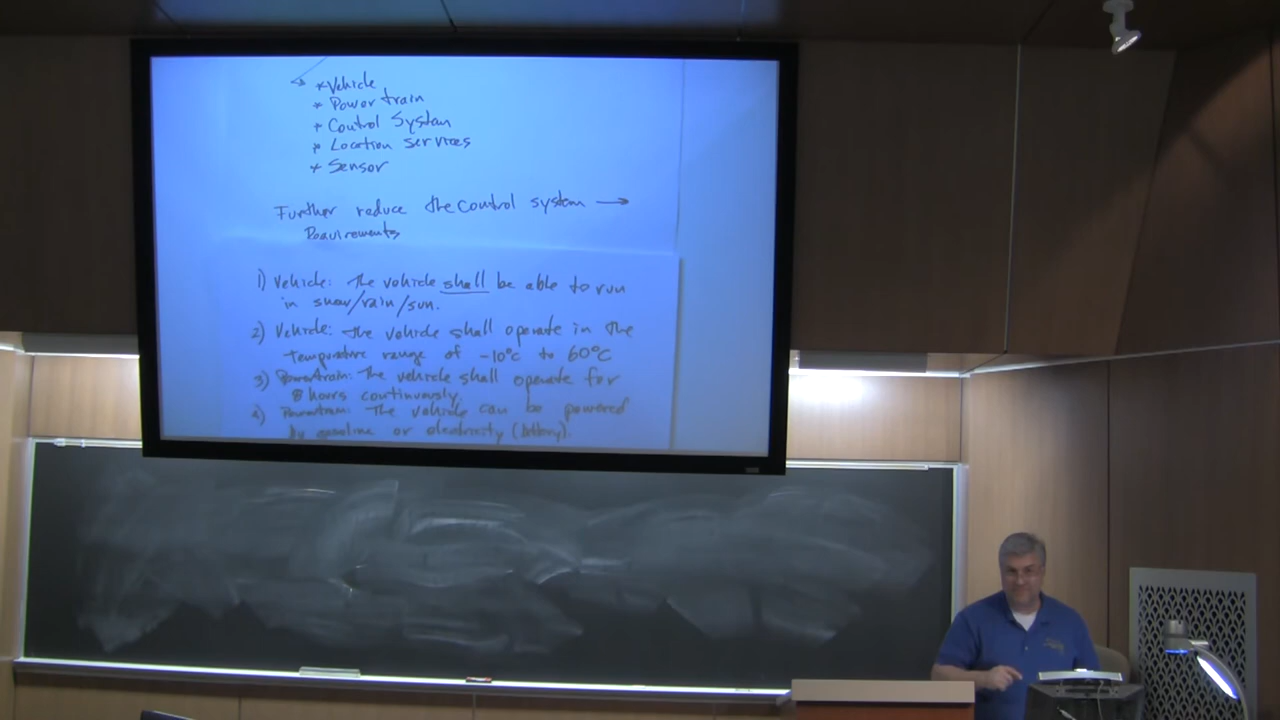 * Vehicle
* Powertrain
* Control System
* Location services
* Sensor
Further reduce the control system →
Requirements
1) Vehicle: The vehicle shall be able to run
in snow/rain/sun.
2) Vehicle: The vehicle shall operate in the
temperature range of -10°C to 60°C
3) Powertrain: The vehicle shall operate for
8 hours continuously.
4) Powertrain: The vehicle can be powered
by gasoline or electricity (battery).